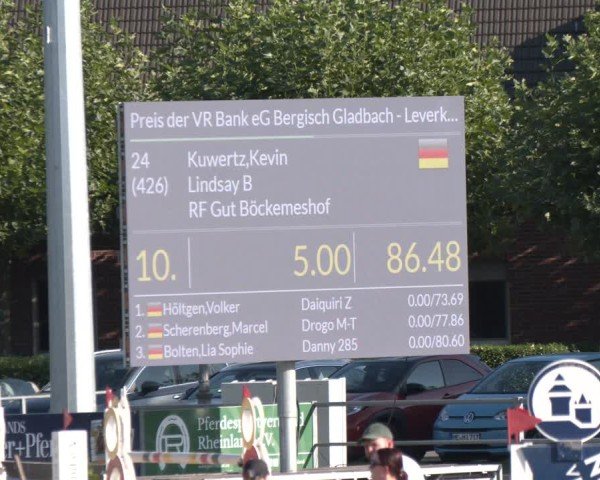 Preis der VR Bank eG Bergisch Gladbach - Leverk...
24 Kuwertz,Kevin
(426) Lindsay B
RF Gut Böckemeshof
10. 5.00 86.48
1. Höltgen,Volker Daiquiri Z 0.00/73.69
2. Scherenberg,Marcel Drogo M-T 0.00/77.86
3. Bolten,Lia Sophie Danny 285 0.00/80.60
Pferdesportverband
Rheinland